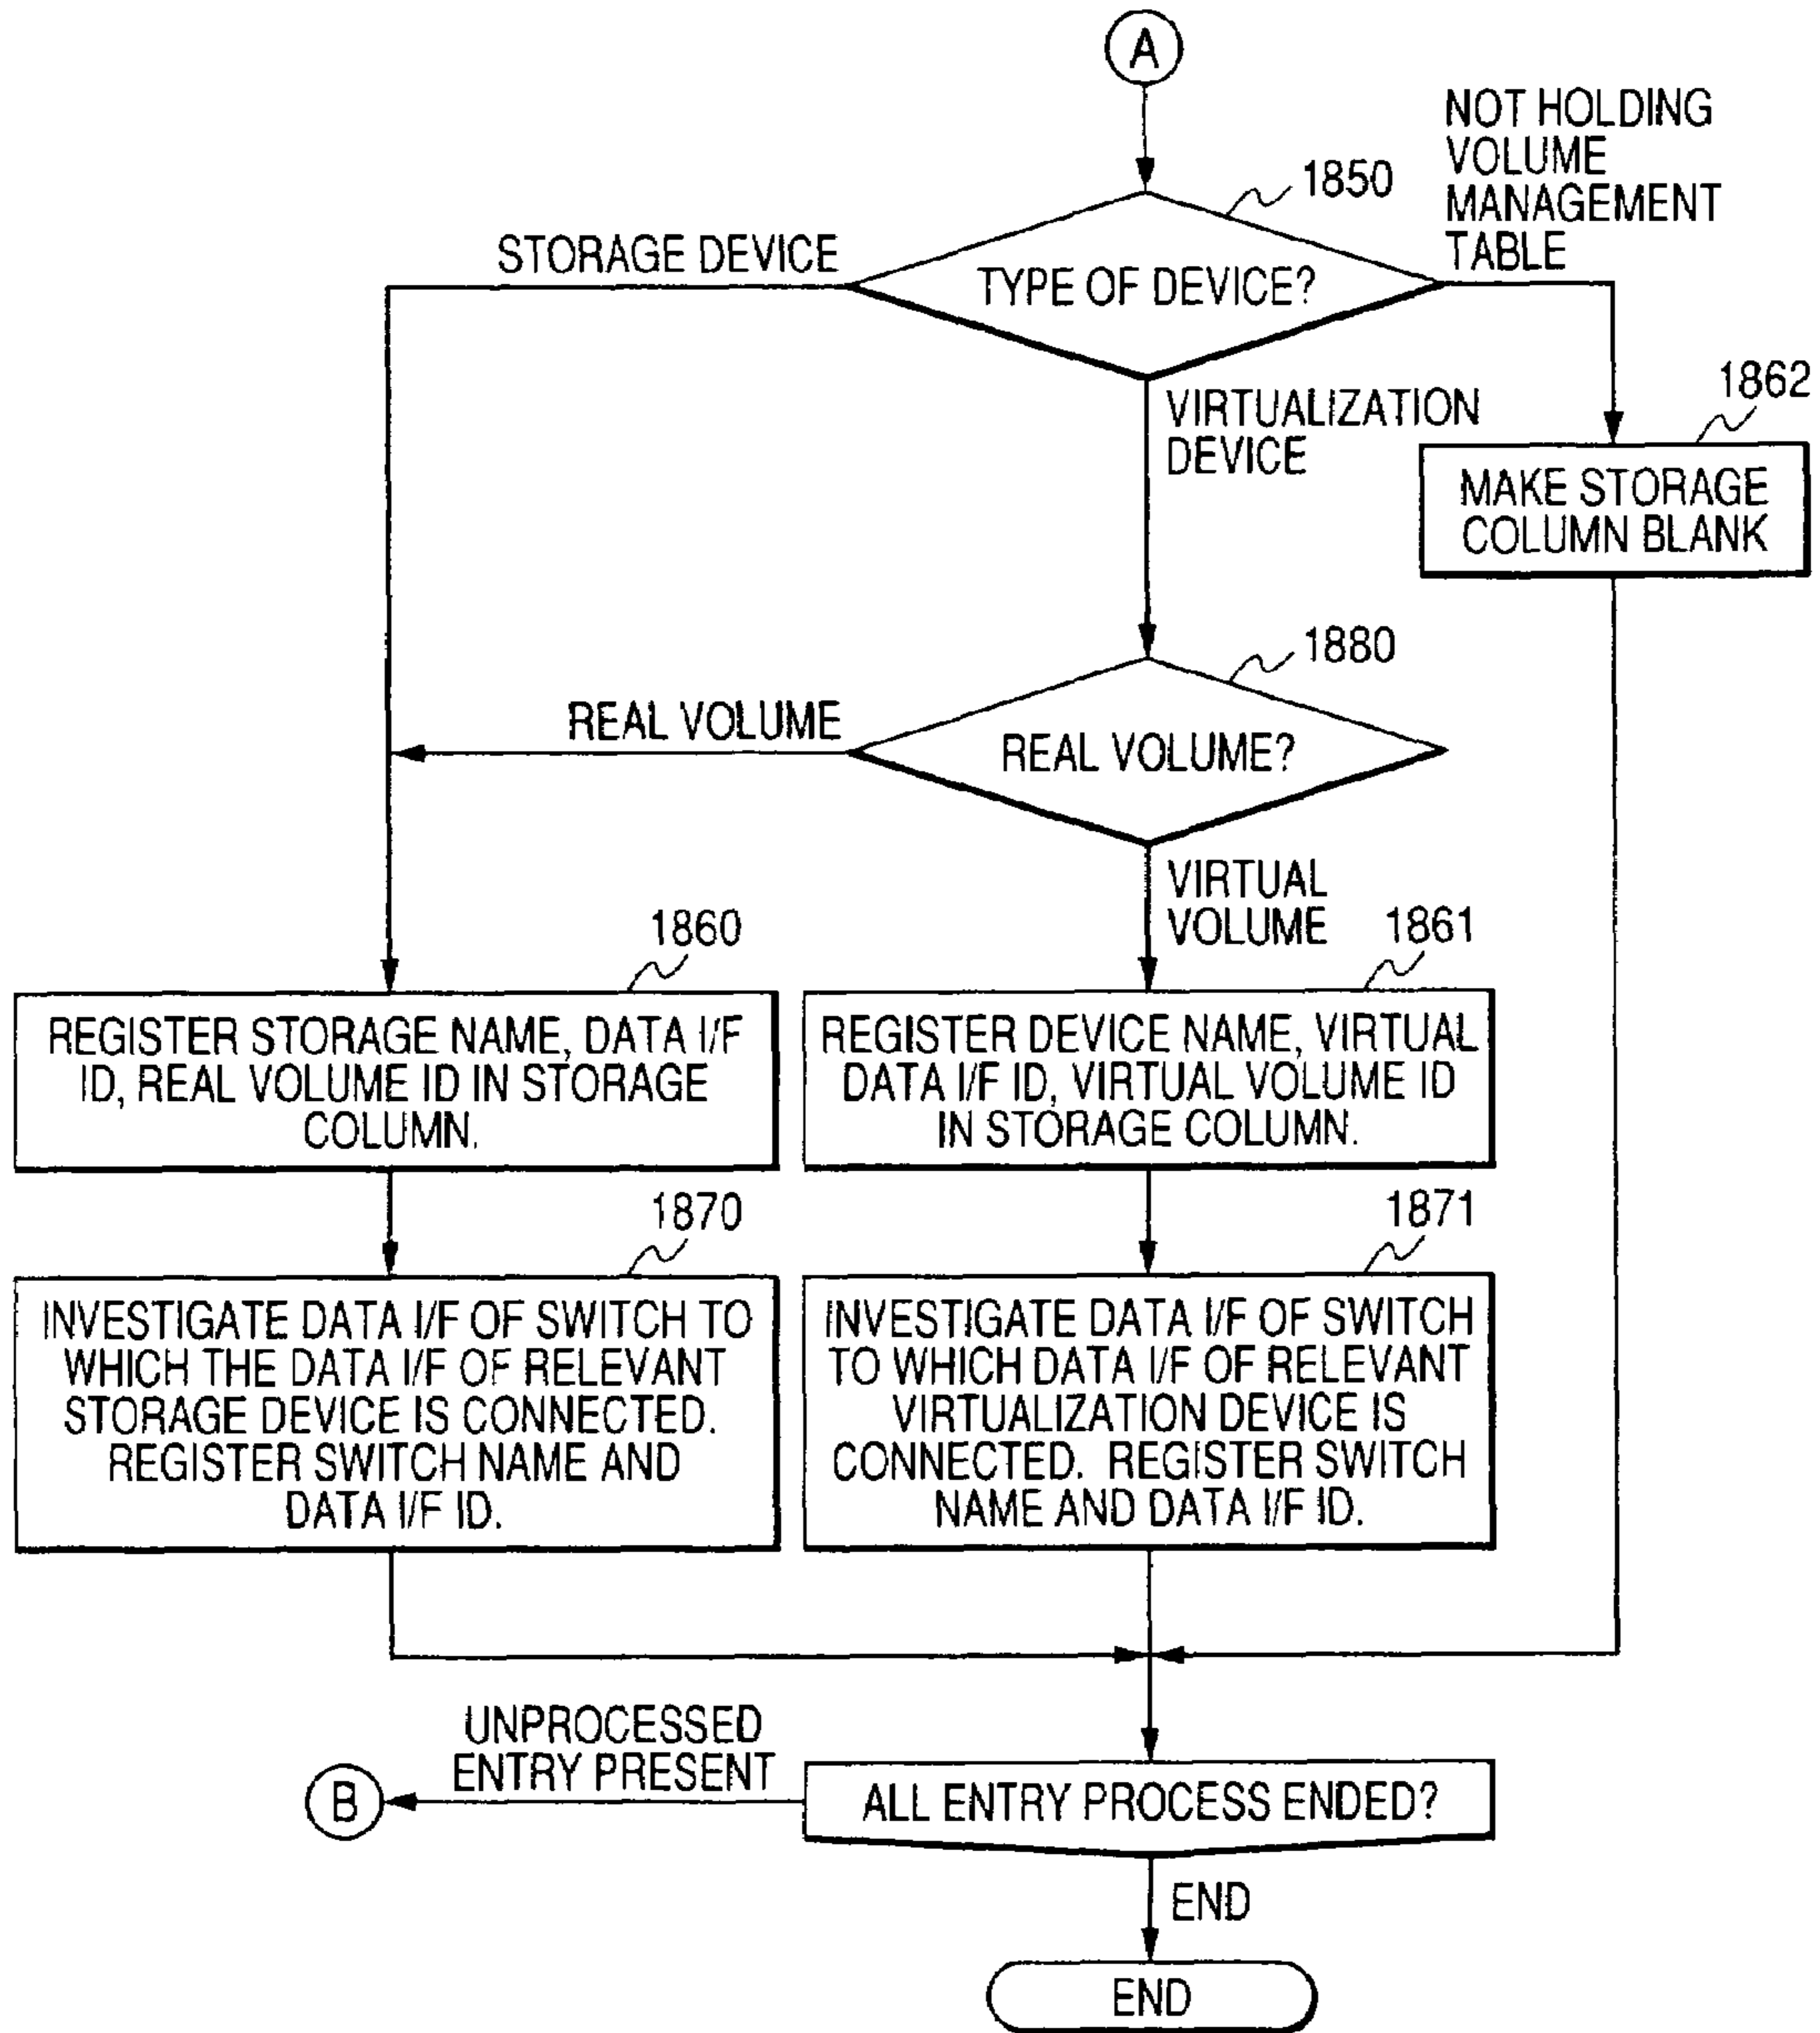 A
NOT HOLDING
VOLUME
MANAGEMENT
TABLE
1850
STORAGE DEVICE
TYPE OF DEVICE?
VIRTUALIZATION
DEVICE
1862
MAKE STORAGE
COLUMN BLANK
1880
REAL VOLUME
REAL VOLUME?
VIRTUAL
VOLUME
1860
REGISTER STORAGE NAME, DATA I/F
ID, REAL VOLUME ID IN STORAGE
COLUMN.
1861
REGISTER DEVICE NAME, VIRTUAL
DATA I/F ID, VIRTUAL VOLUME ID
IN STORAGE COLUMN.
1870
INVESTIGATE DATA I/F OF SWITCH TO
WHICH THE DATA I/F OF RELEVANT
STORAGE DEVICE IS CONNECTED.
REGISTER SWITCH NAME AND
DATA I/F ID.
1871
INVESTIGATE DATA I/F OF SWITCH
TO WHICH DATA I/F OF RELEVANT
VIRTUALIZATION DEVICE IS
CONNECTED. REGISTER SWITCH
NAME AND DATA I/F ID.
UNPROCESSED
ENTRY PRESENT
B
ALL ENTRY PROCESS ENDED?
END
END